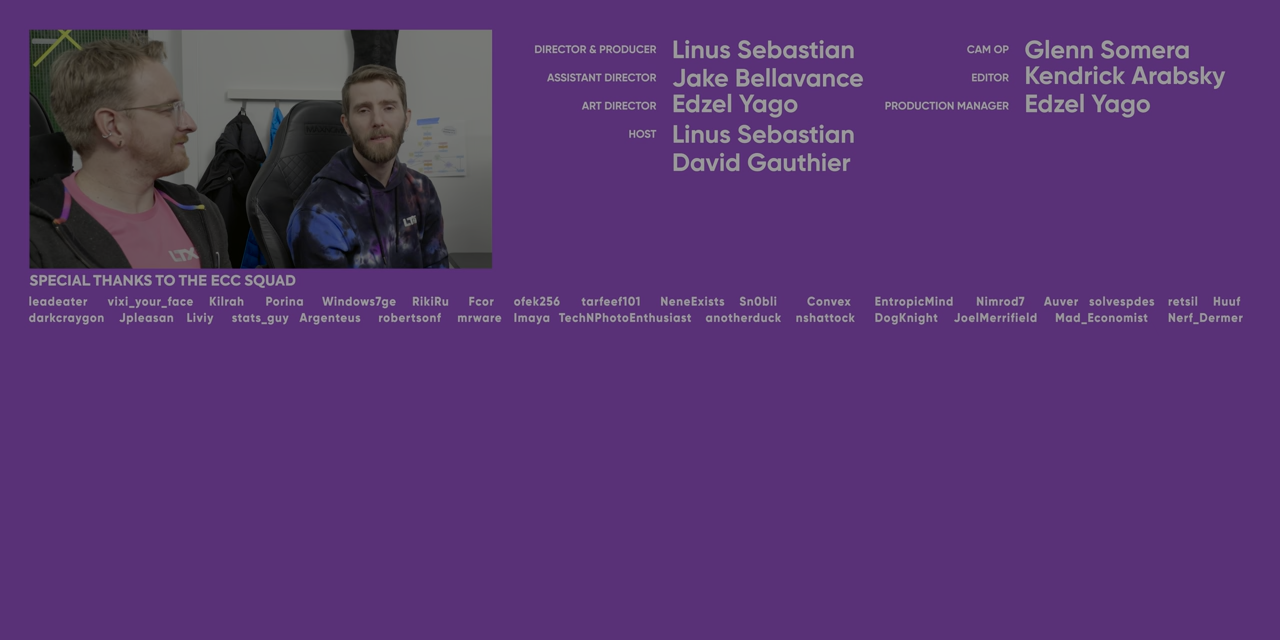 DIRECTOR & PRODUCER Linus Sebastian
ASSISTANT DIRECTOR Jake Bellavance
ART DIRECTOR Edzel Yago
HOST Linus Sebastian
David Gauthier
CAM OP Glenn Somera
EDITOR Kendrick Arabsky
PRODUCTION MANAGER Edzel Yago
LTX
LTX
SPECIAL THANKS TO THE ECC SQUAD
leadeater vixi_your_face Kilrah Porina Windows7ge RikiRu Fcor ofek256 tarfeef101 NeneExists Sn0bli Convex EntropicMind Nimrod7 Auver solvespdes retsil Huuf
darkcraygon Jpleasan Liviy stats_guy Argenteus robertsonf mrware Imaya TechNPhotoEnthusiast anotherduck nshattock DogKnight JoelMerrifield Mad_Economist Nerf_Dermer